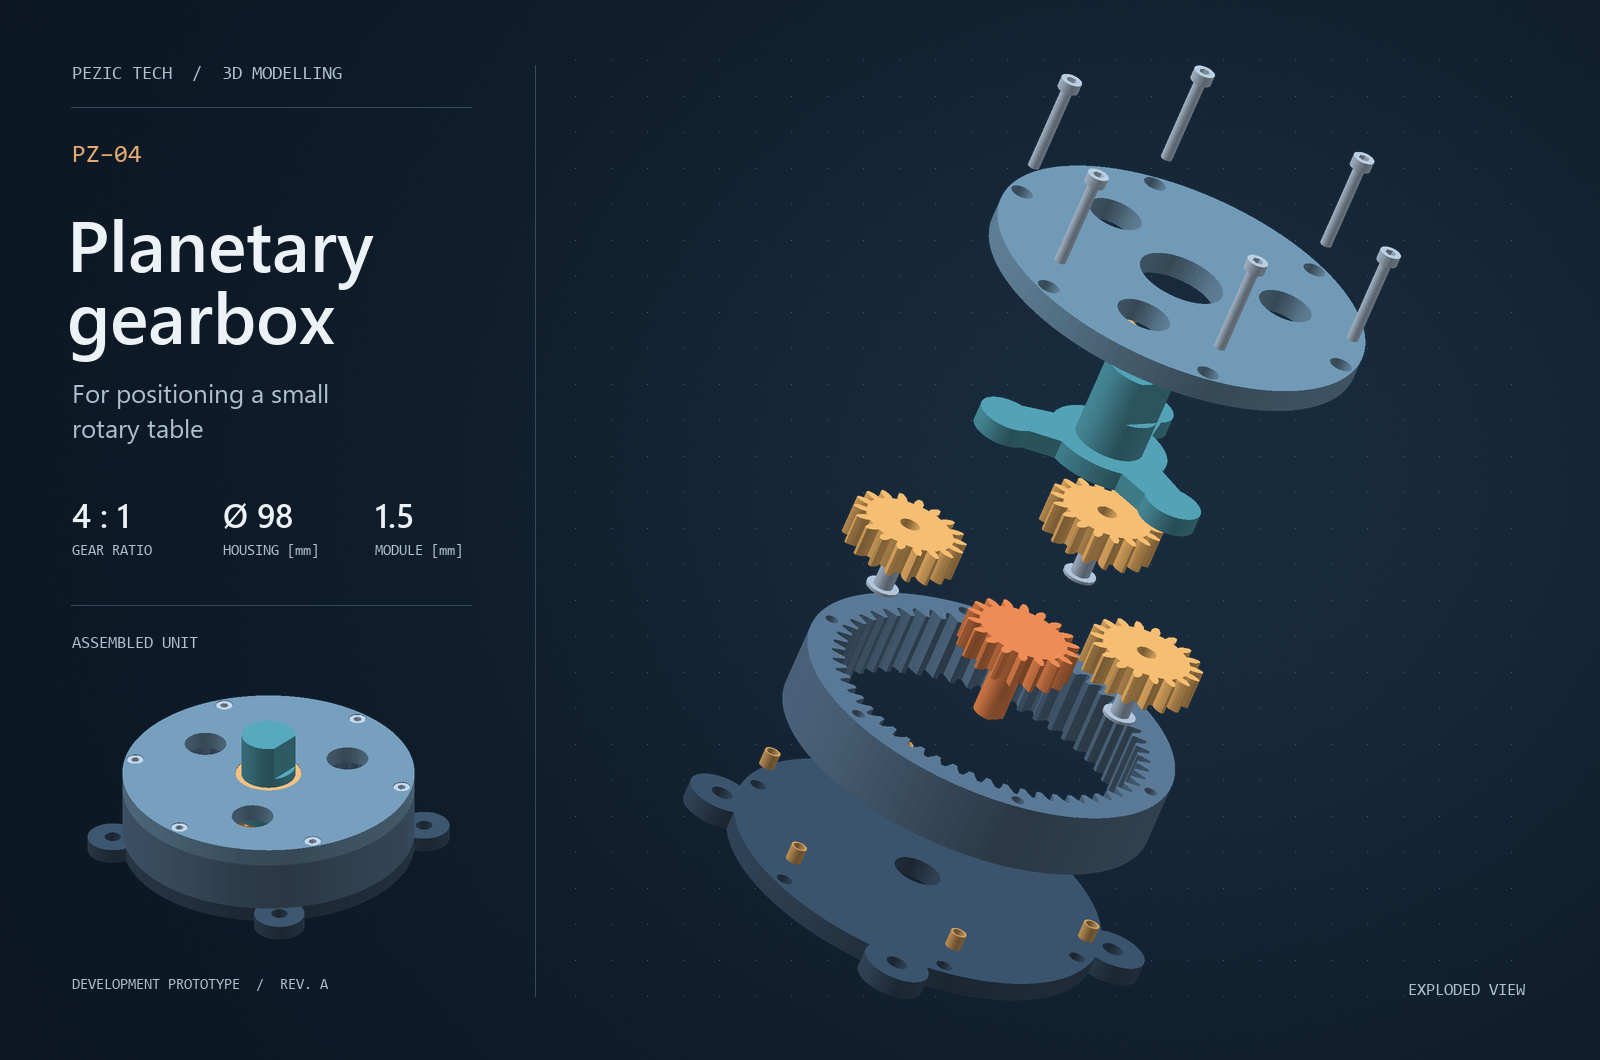 PEZIC TECH / 3D MODELLING
PZ-04
Planetary
gearbox
For positioning a small
rotary table
4 : 1
GEAR RATIO
Ø 98
HOUSING [mm]
1.5
MODULE [mm]
ASSEMBLED UNIT
DEVELOPMENT PROTOTYPE / REV. A
EXPLODED VIEW